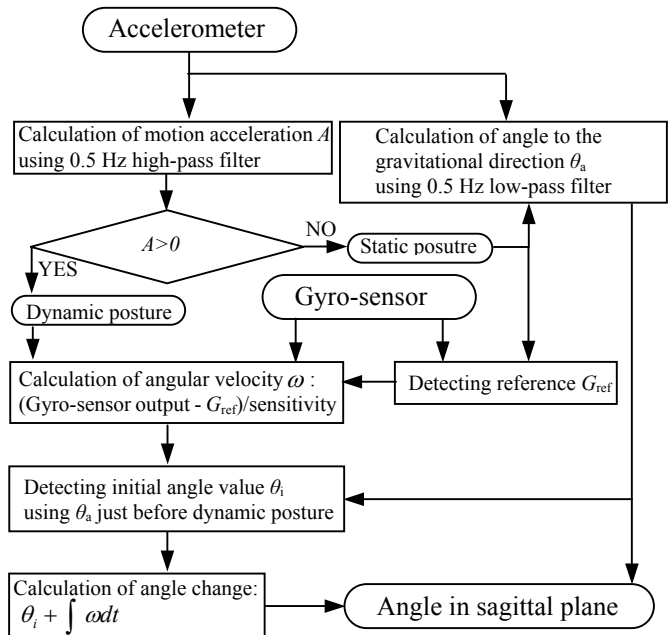 Accelerometer
Calculation of motion acceleration A
using 0.5 Hz high-pass filter
Calculation of angle to the
gravitational direction θa
using 0.5 Hz low-pass filter
A>0
NO
Static posutre
YES
Dynamic posture
Gyro-sensor
Calculation of angular velocity ω :
(Gyro-sensor output - Gref)/sensitivity
Detecting reference Gref
Detecting initial angle value θi
using θa just before dynamic posture
Calculation of angle change:
θi + ∫ ωdt
Angle in sagittal plane